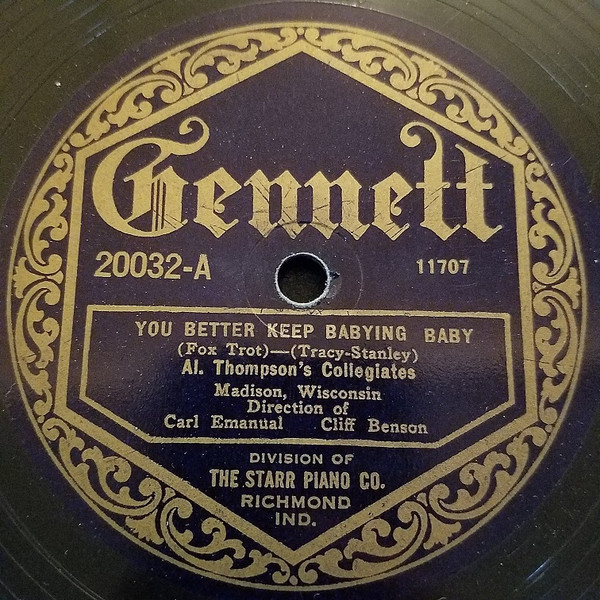 Gennett
20032-A 11707
YOU BETTER KEEP BABYING BABY
(Fox Trot)—(Tracy-Stanley)
Al. Thompson's Collegiates
Madison, Wisconsin
Direction of
Carl Emanual Cliff Benson
DIVISION OF
THE STARR PIANO CO.
RICHMOND
IND.